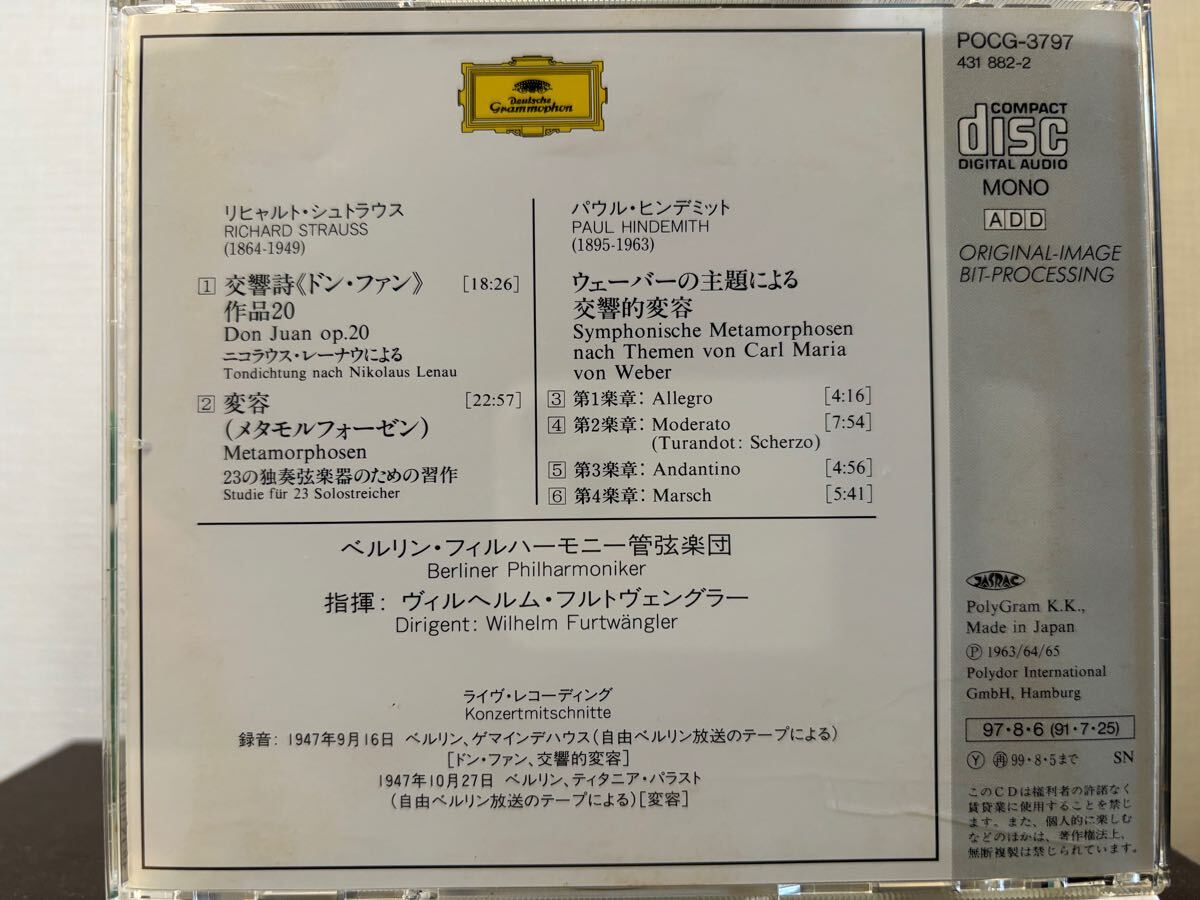 Deutsche
Grammophon
リヒャルト・シュトラウス
RICHARD STRAUSS
(1864-1949)
1 交響詩《ドン・ファン》 [18:26]
作品20
Don Juan op.20
ニコラウス・レーナウによる
Tondichtung nach Nikolaus Lenau
2 変容 [22:57]
(メタモルフォーゼン)
Metamorphosen
23の独奏弦楽器のための習作
Studie für 23 Solostreicher
パウル・ヒンデミット
PAUL HINDEMITH
(1895-1963)
ウェーバーの主題による
交響的変容
Symphonische Metamorphosen
nach Themen von Carl Maria
von Weber
3 第1楽章: Allegro [4:16]
4 第2楽章: Moderato [7:54]
(Turandot: Scherzo)
5 第3楽章: Andantino [4:56]
6 第4楽章: Marsch [5:41]
ベルリン・フィルハーモニー管弦楽団
Berliner Philharmoniker
指揮: ヴィルヘルム・フルトヴェングラー
Dirigent: Wilhelm Furtwängler
ライヴ・レコーディング
Konzertmitschnitte
録音: 1947年9月16日 ベルリン、ゲマインデハウス(自由ベルリン放送のテープによる)
[ドン・ファン、交響的変容]
1947年10月27日 ベルリン、ティタニア・パラスト
(自由ベルリン放送のテープによる)[変容]
POCG-3797
431 882-2
COMPACT
disc
DIGITAL AUDIO
MONO
ADD
ORIGINAL-IMAGE
BIT-PROCESSING
JASRAC
PolyGram K.K.,
Made in Japan
Ⓟ 1963/64/65
Polydor International
GmbH, Hamburg
97・8・6 (91・7・25)
Ⓨ ㊞99・8・5まで SN
このCDは権利者の許諾なく
賃貸業に使用することを禁じ
ます。また、個人的に楽しむ
などのほかは、著作権法上、
無断複製は禁じられています。